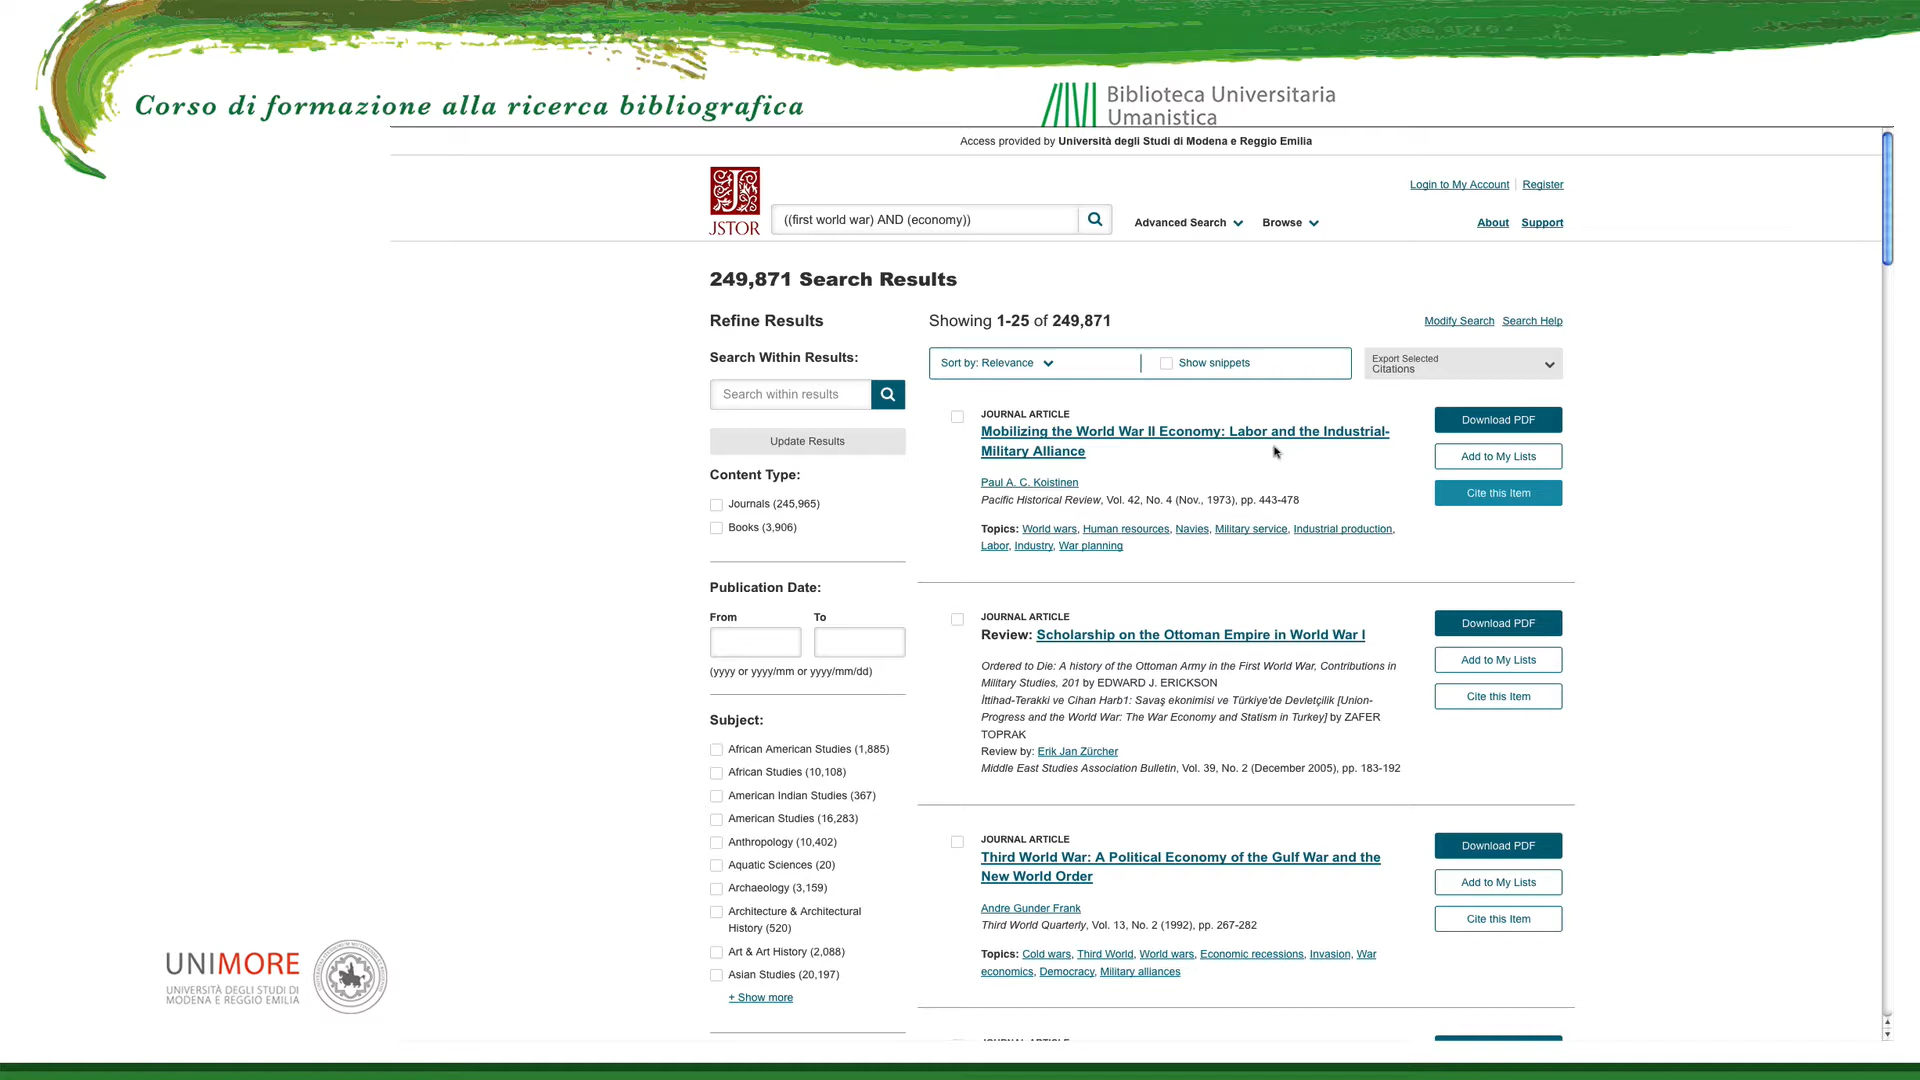 Corso di formazione alla ricerca bibliografica
Biblioteca Universitaria
Umanistica
Access provided by Università degli Studi di Modena e Reggio Emilia
Login to My Account
Register
JSTOR
((first world war) AND (economy))
Advanced Search
Browse
About
Support
249,871 Search Results
Refine Results
Search Within Results:
Search within results
Update Results
Content Type:
Journals (245,965)
Books (3,906)
Publication Date:
From
To
(yyyy or yyyy/mm or yyyy/mm/dd)
Subject:
African American Studies (1,885)
African Studies (10,108)
American Indian Studies (367)
American Studies (16,283)
Anthropology (10,402)
Aquatic Sciences (20)
Archaeology (3,159)
Architecture & Architectural
History (520)
Art & Art History (2,088)
Asian Studies (20,197)
+ Show more
Showing 1-25 of 249,871
Modify Search
Search Help
Sort by: Relevance
Show snippets
Export Selected
Citations
JOURNAL ARTICLE
Mobilizing the World War II Economy: Labor and the Industrial-
Military Alliance
Paul A. C. Koistinen
Pacific Historical Review, Vol. 42, No. 4 (Nov., 1973), pp. 443-478
Topics: World wars, Human resources, Navies, Military service, Industrial production,
Labor, Industry, War planning
Download PDF
Add to My Lists
Cite this Item
JOURNAL ARTICLE
Review: Scholarship on the Ottoman Empire in World War I
Ordered to Die: A history of the Ottoman Army in the First World War, Contributions in
Military Studies, 201 by EDWARD J. ERICKSON
İttihad-Terakki ve Cihan Harb1: Savaş ekonimisi ve Türkiye'de Devletçilik [Union-
Progress and the World War: The War Economy and Statism in Turkey] by ZAFER
TOPRAK
Review by: Erik Jan Zürcher
Middle East Studies Association Bulletin, Vol. 39, No. 2 (December 2005), pp. 183-192
Download PDF
Add to My Lists
Cite this Item
JOURNAL ARTICLE
Third World War: A Political Economy of the Gulf War and the
New World Order
Andre Gunder Frank
Third World Quarterly, Vol. 13, No. 2 (1992), pp. 267-282
Topics: Cold wars, Third World, World wars, Economic recessions, Invasion, War
economics, Democracy, Military alliances
Download PDF
Add to My Lists
Cite this Item
JOURNAL ARTICLE
UNIMORE
UNIVERSITÀ DEGLI STUDI DI
MODENA E REGGIO EMILIA